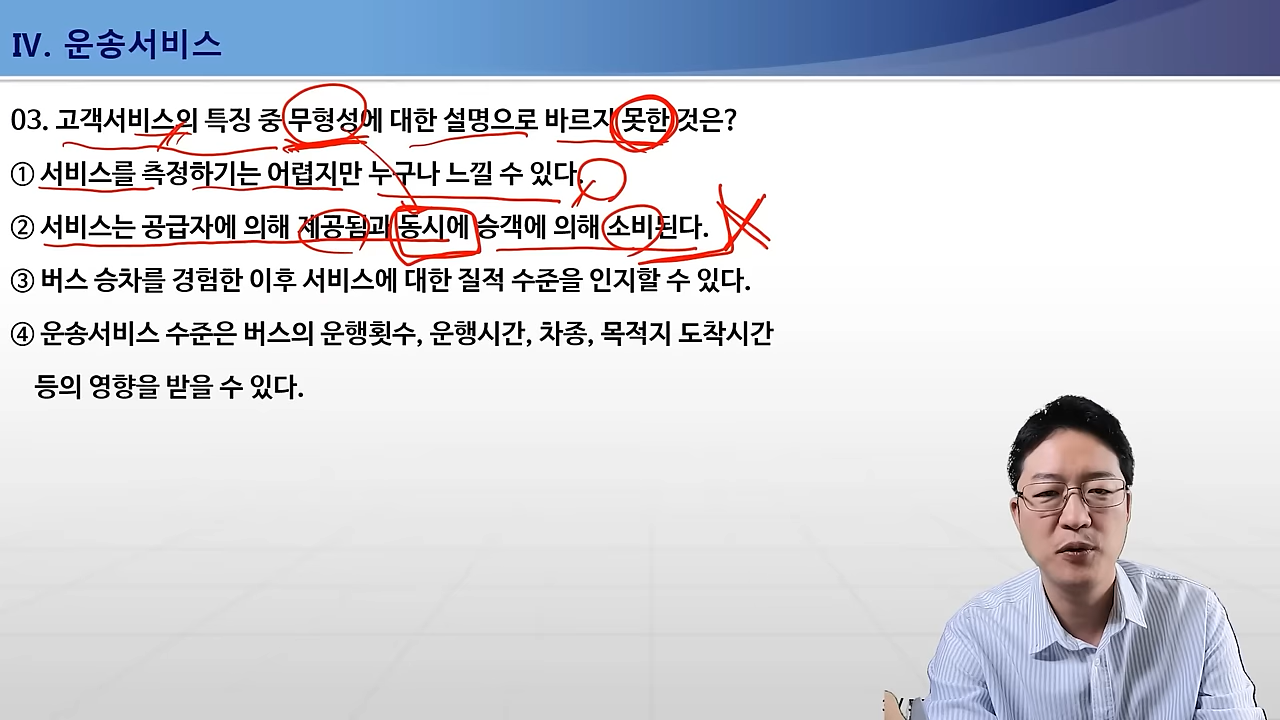 Ⅳ. 운송서비스
03. 고객서비스의 특징 중 무형성에 대한 설명으로 바르지 못한 것은?
① 서비스를 측정하기는 어렵지만 누구나 느낄 수 있다.
② 서비스는 공급자에 의해 제공됨과 동시에 승객에 의해 소비된다.
③ 버스 승차를 경험한 이후 서비스에 대한 질적 수준을 인지할 수 있다.
④ 운송서비스 수준은 버스의 운행횟수, 운행시간, 차종, 목적지 도착시간
등의 영향을 받을 수 있다.